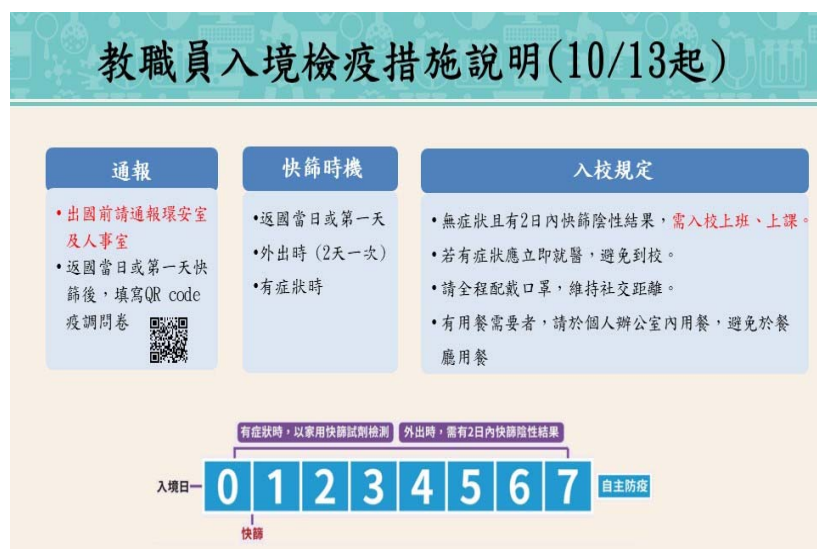 教職員入境檢疫措施說明(10/13起)
通報
•出國前請通報環安室
及人事室
•返國當日或第一天快
篩後，填寫QR code
疫調問卷
快篩時機
•返國當日或第一天
•外出時 (2天一次)
•有症狀時
入校規定
•無症狀且有2日內快篩陰性結果，需入校上班、上課。
•若有症狀應立即就醫，避免到校。
•請全程配戴口罩，維持社交距離。
•有用餐需要者，請於個人辦公室內用餐，避免於餐
廳用餐
有症狀時，以家用快篩試劑檢測
外出時，需有2日內快篩陰性結果
入境日 0 1 2 3 4 5 6 7 自主防疫
快篩